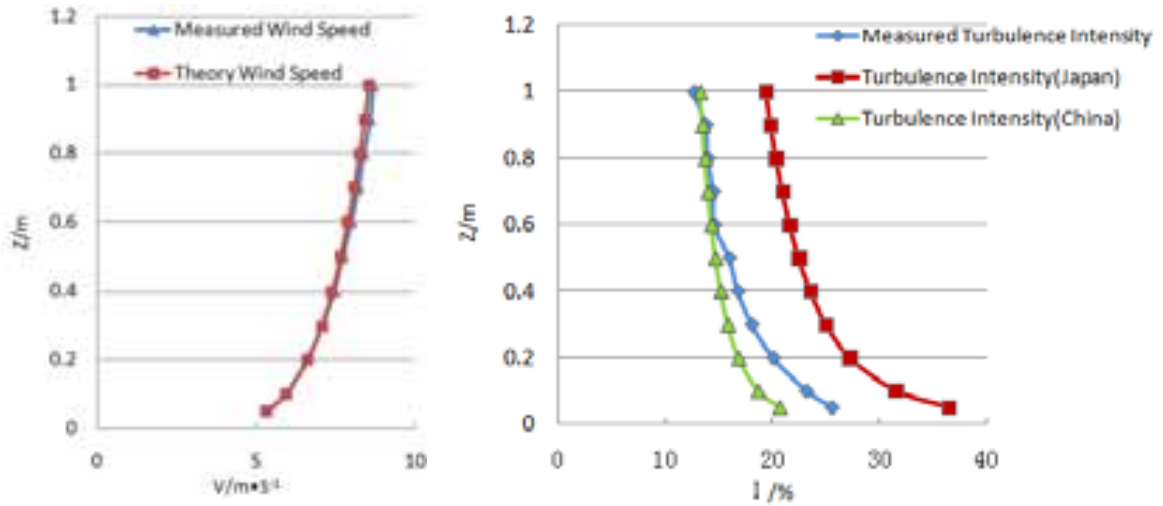 1.2
Measured Wind Speed
Theory Wind Speed
1
0.8
0.6
0.4
0.2
0
Z/m
0 5 10
V/m•S⁻¹
1.2
Measured Turbulence Intensity
Turbulence Intensity(Japan)
Turbulence Intensity(China)
1
0.8
0.6
0.4
0.2
0
Z/m
0 10 20 30 40
I /%